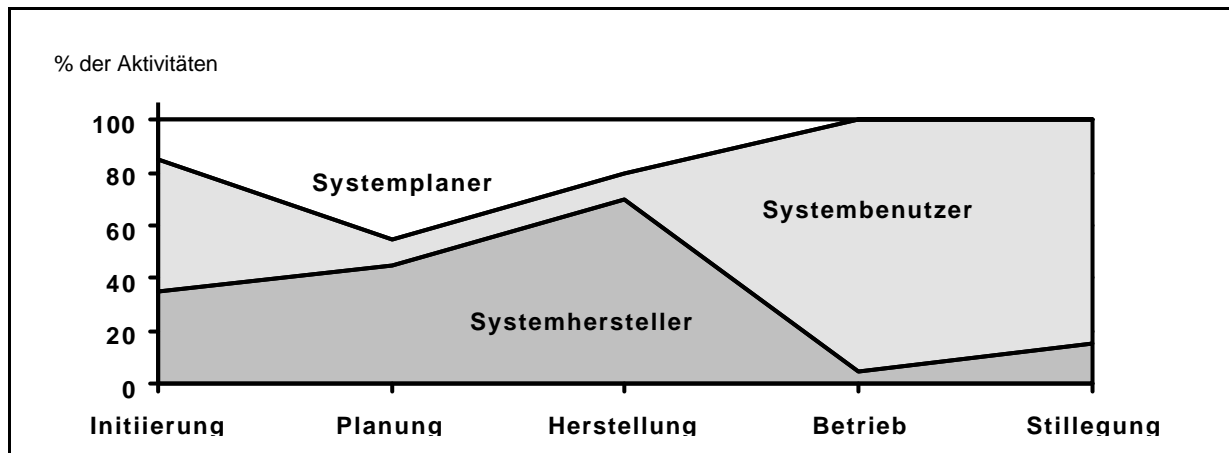 % der Aktivitäten
100
80
60
40
20
0
Systemplaner
Systembenutzer
Systemhersteller
Initiierung Planung Herstellung Betrieb Stillegung